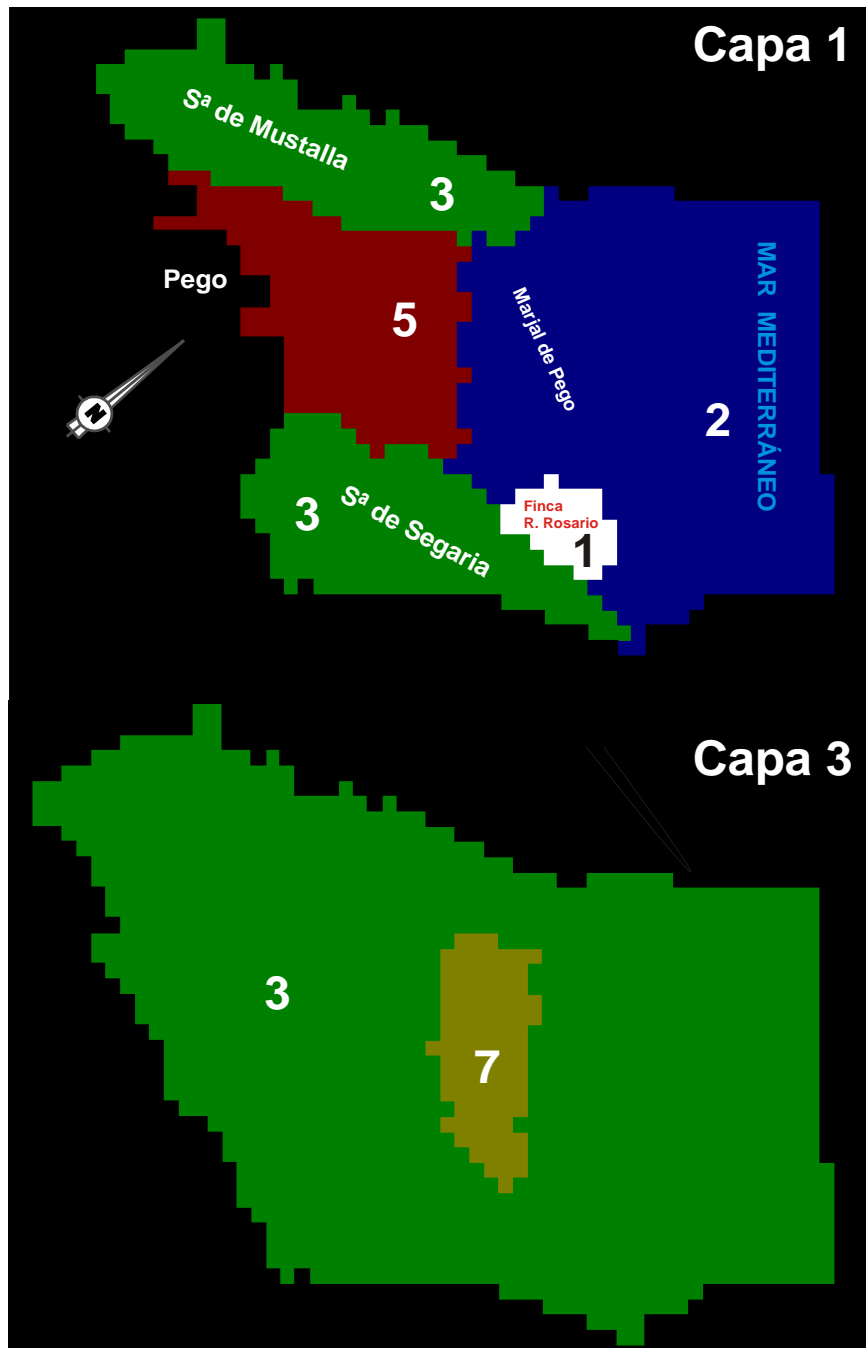 Capa 1
Sª de Mustalla
3
Pego
5
Marjal de Pego
MAR MEDITERRÁNEO
2
N
3
Sª de Segaria
Finca
R. Rosario
1
Capa 3
3
7